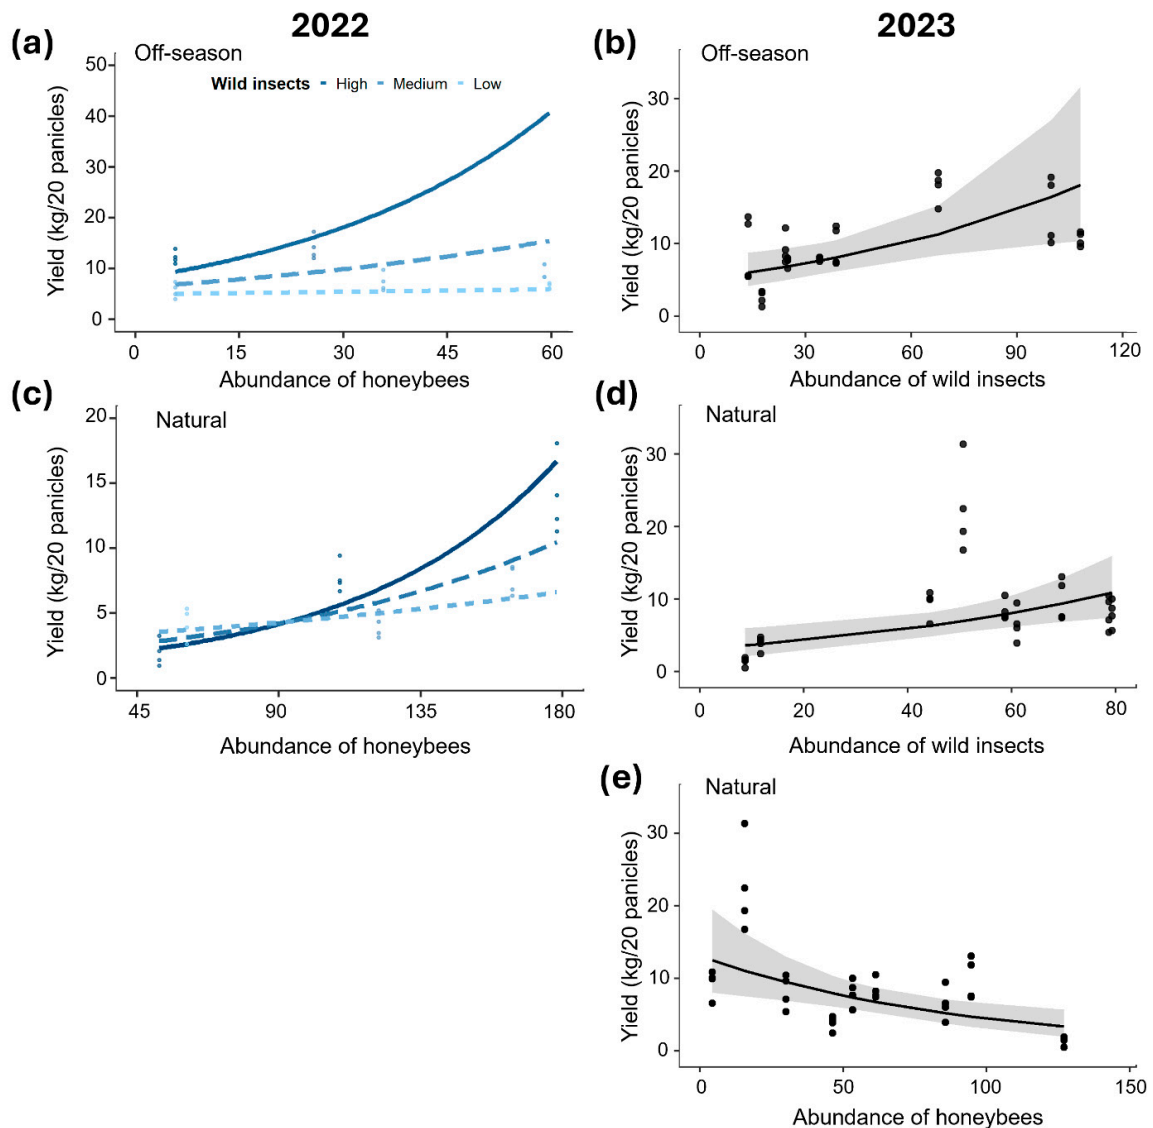 2022
2023
(a)
Off-season
Wild insects High Medium Low
Yield (kg/20 panicles)
50
40
30
20
10
0
0 15 30 45 60
Abundance of honeybees
(b)
Off-season
Yield (kg/20 panicles)
30
20
10
0
0 30 60 90 120
Abundance of wild insects
(c)
Natural
Yield (kg/20 panicles)
20
15
10
5
0
45 90 135 180
Abundance of honeybees
(d)
Natural
Yield (kg/20 panicles)
30
20
10
0
0 20 40 60 80
Abundance of wild insects
(e)
Natural
Yield (kg/20 panicles)
30
20
10
0
0 50 100 150
Abundance of honeybees